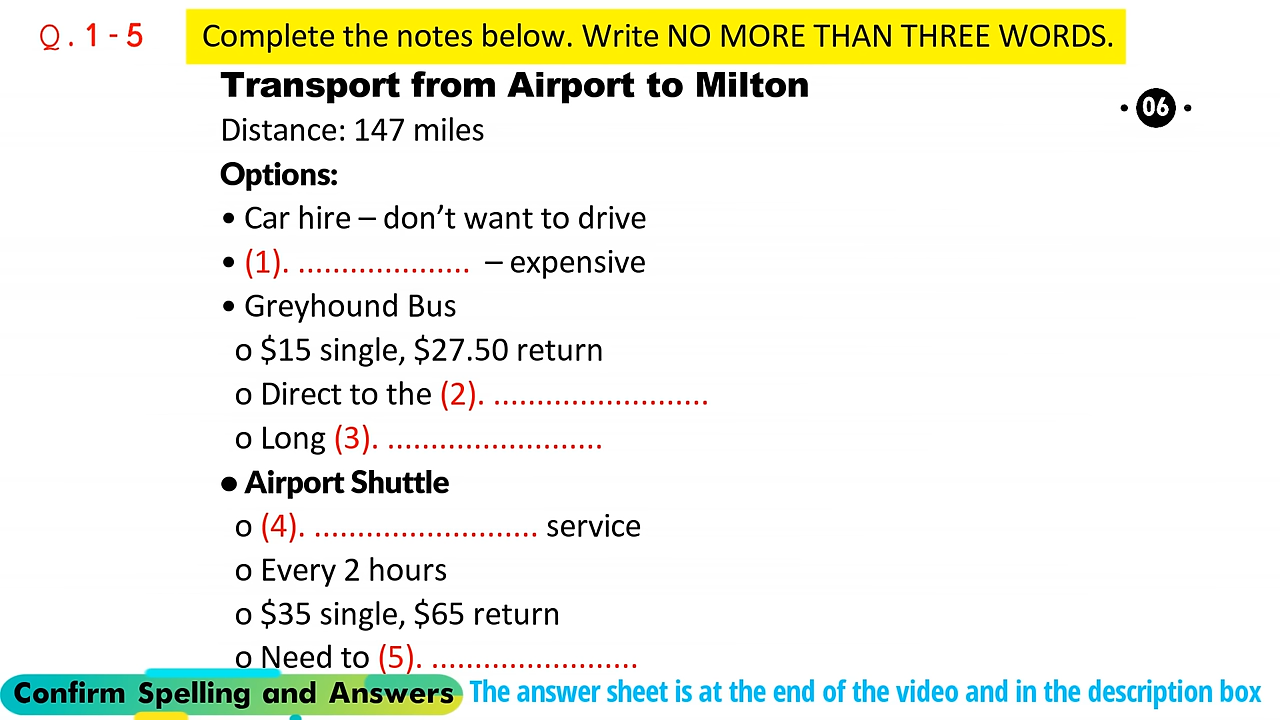 Q. 1 - 5 Complete the notes below. Write NO MORE THAN THREE WORDS.
Transport from Airport to Milton
06
Distance: 147 miles
Options:
• Car hire – don't want to drive
• (1). .................... – expensive
• Greyhound Bus
o $15 single, $27.50 return
o Direct to the (2). .........................
o Long (3). .........................
• Airport Shuttle
o (4). .......................... service
o Every 2 hours
o $35 single, $65 return
o Need to (5). ........................
Confirm Spelling and Answers The answer sheet is at the end of the video and in the description box